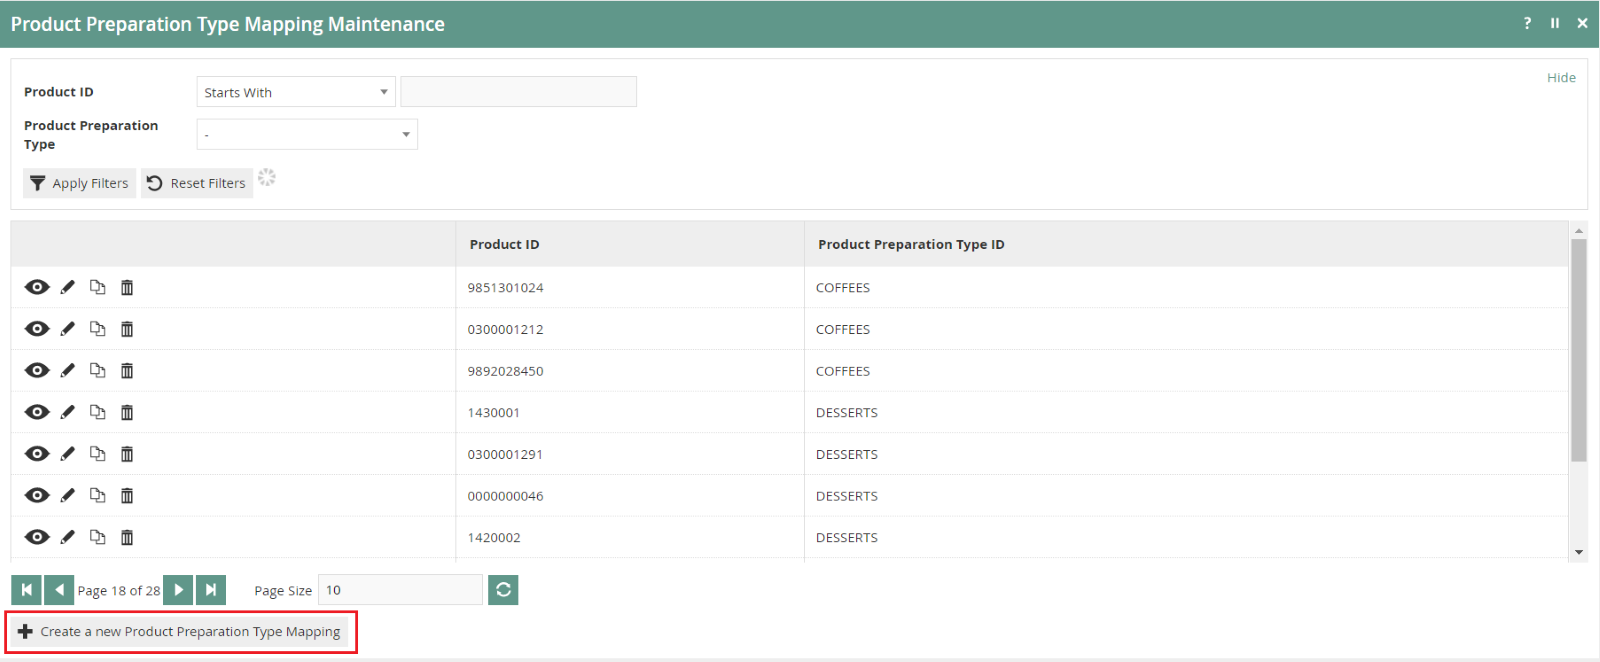 Product Preparation Type Mapping Maintenance ?
Hide
Product ID Starts With
Product Preparation
Type -
Apply Filters Reset Filters
Product ID Product Preparation Type ID
9851301024 COFFEES
0300001212 COFFEES
9892028450 COFFEES
1430001 DESSERTS
0300001291 DESSERTS
0000000046 DESSERTS
1420002 DESSERTS
Page 18 of 28 Page Size 10
Create a new Product Preparation Type Mapping